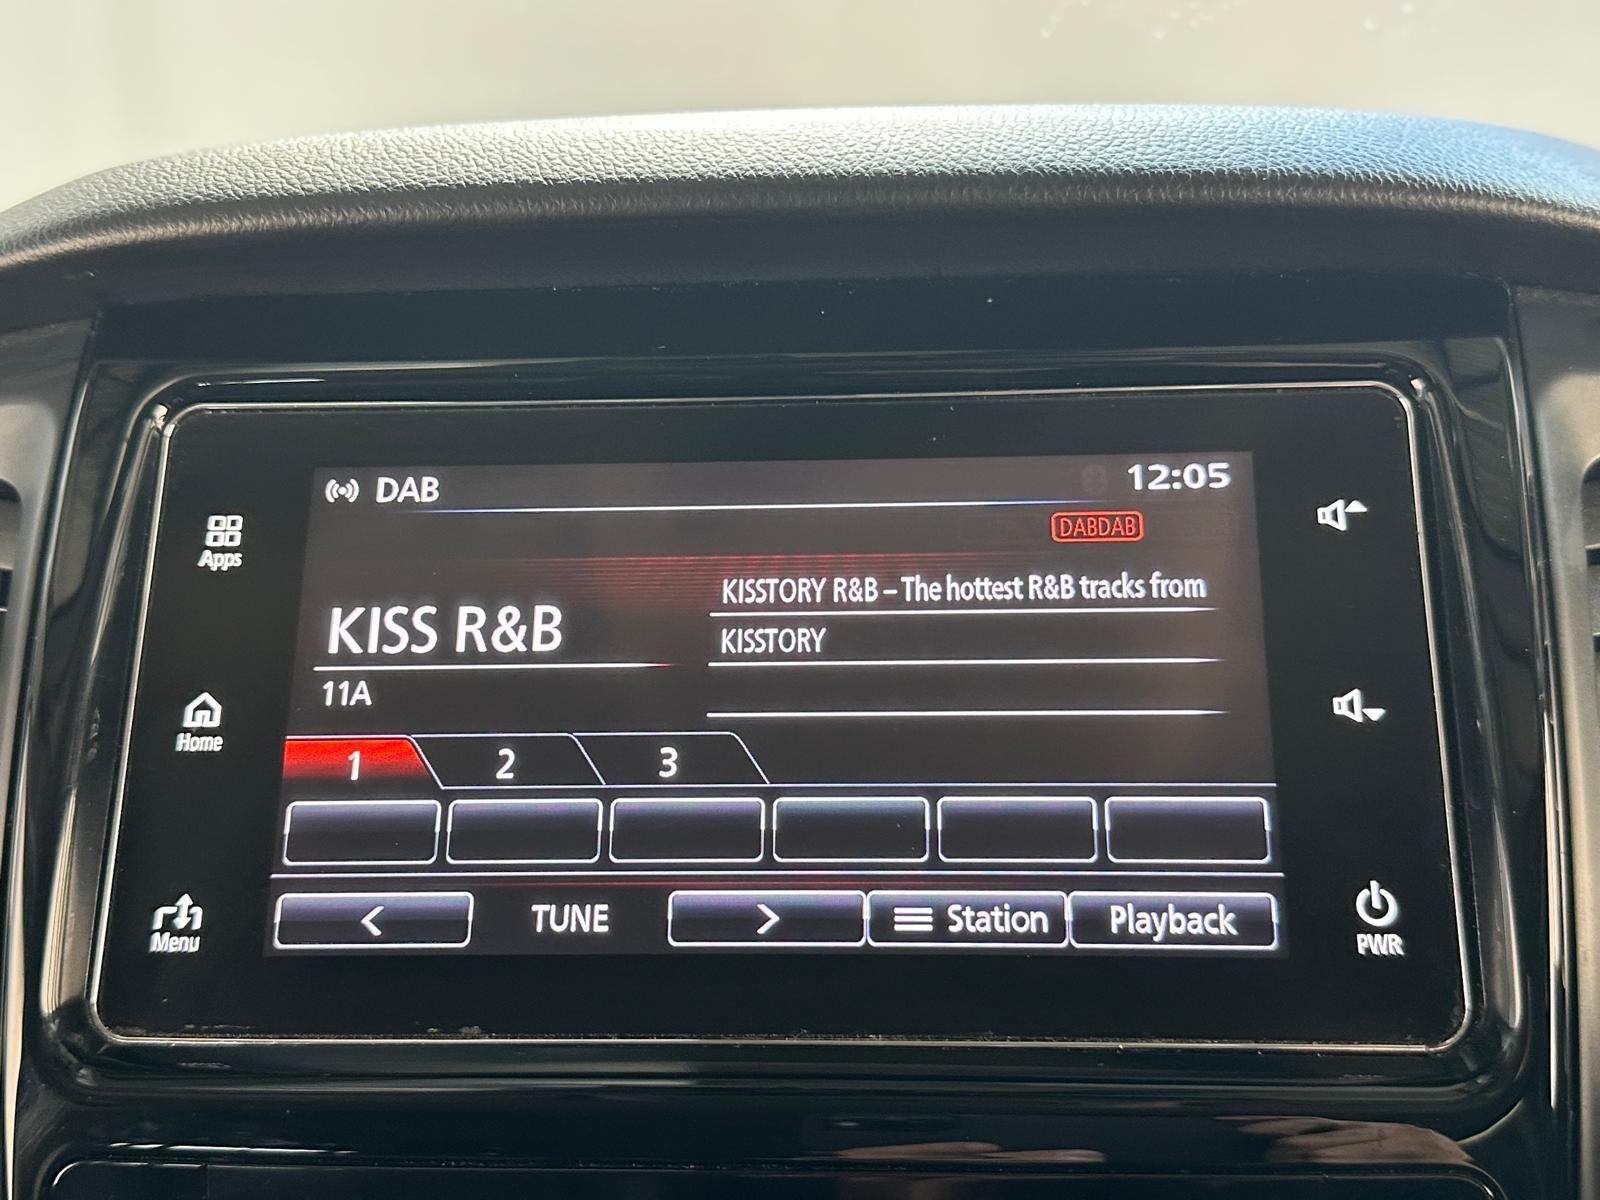 DAB
12:05
DABDAB
Apps
KISSTORY R&B – The hottest R&B tracks from
KISS R&B
KISSTORY
11A
Home
1 2 3
< TUNE > Station Playback
Menu
PWR